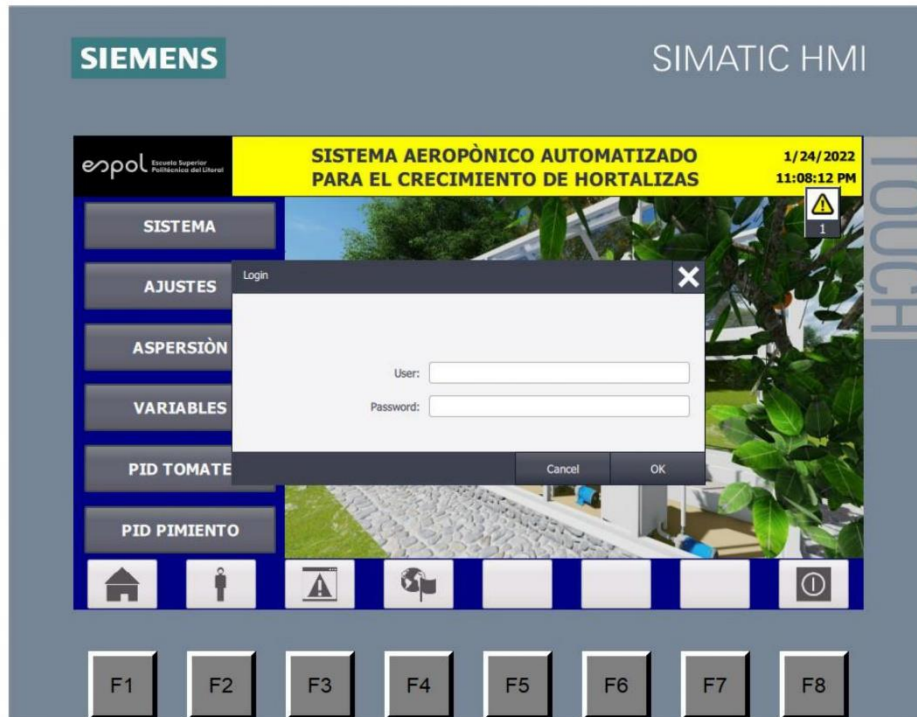 SIEMENS
SIMATIC HMI
TOUCH
espol Escuela Superior
Politécnica del Litoral
SISTEMA AEROPÒNICO AUTOMATIZADO
PARA EL CRECIMIENTO DE HORTALIZAS
1/24/2022
11:08:12 PM
1
SISTEMA
AJUSTES
ASPERSIÒN
VARIABLES
PID TOMATE
PID PIMIENTO
Login
User:
Password:
Cancel
OK
F1
F2
F3
F4
F5
F6
F7
F8